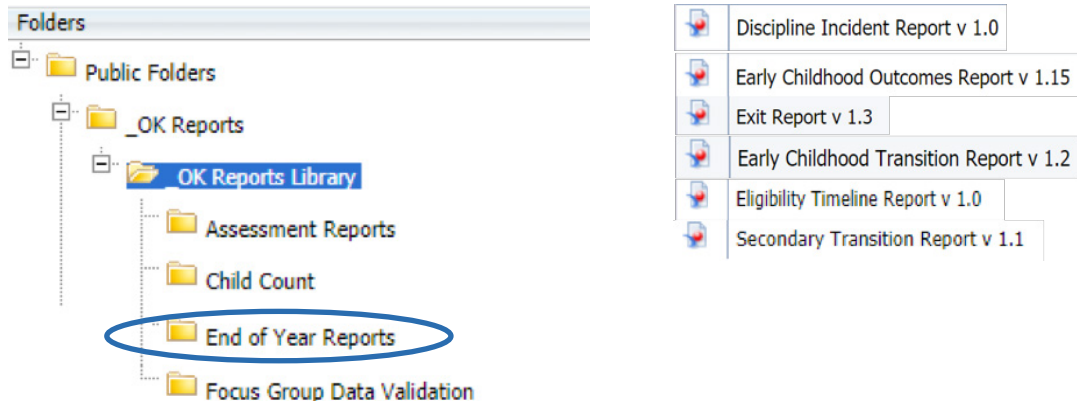 Folders
Public Folders
_OK Reports
_OK Reports Library
Assessment Reports
Child Count
End of Year Reports
Focus Group Data Validation
Discipline Incident Report v 1.0
Early Childhood Outcomes Report v 1.15
Exit Report v 1.3
Early Childhood Transition Report v 1.2
Eligibility Timeline Report v 1.0
Secondary Transition Report v 1.1